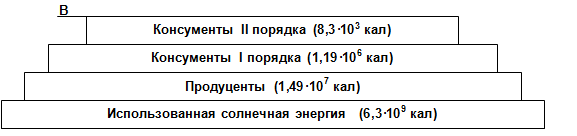 В
Консументы II порядка (8,3·10³ кал)
Консументы I порядка (1,19·10⁶ кал)
Продуценты (1,49·10⁷ кал)
Использованная солнечная энергия (6,3·10⁹ кал)